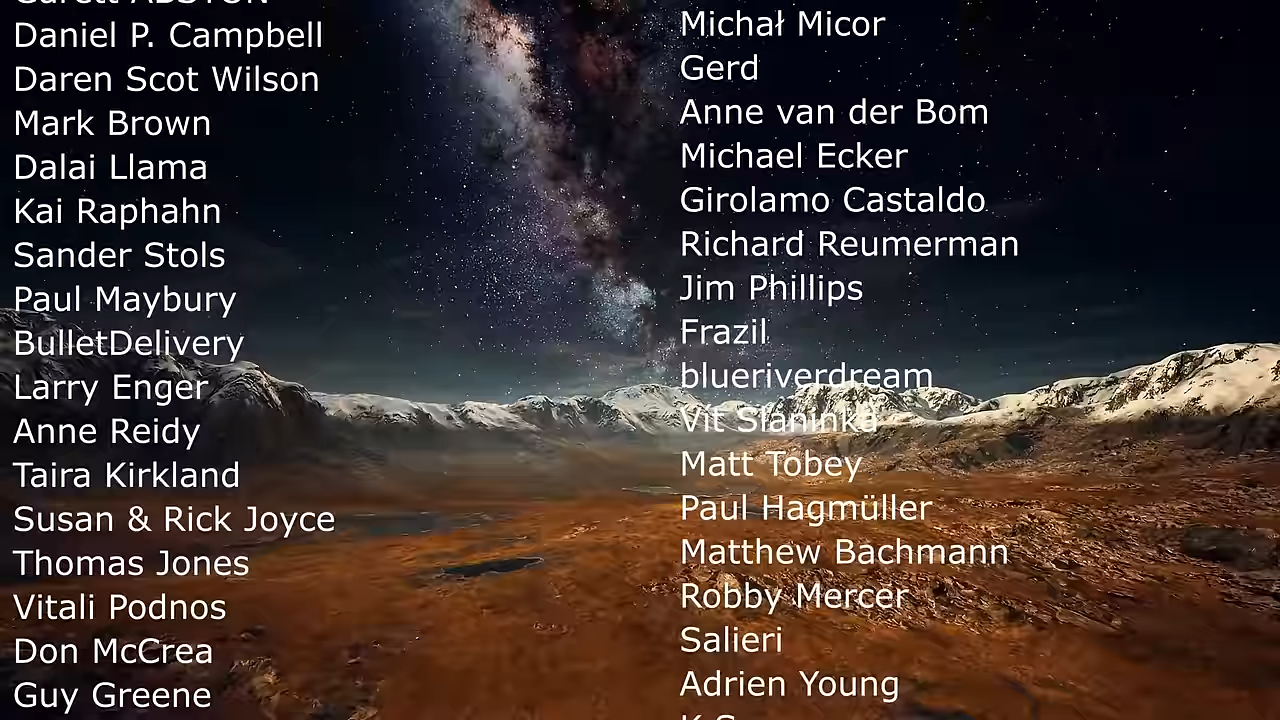 Daniel P. Campbell
Daren Scot Wilson
Mark Brown
Dalai Llama
Kai Raphahn
Sander Stols
Paul Maybury
BulletDelivery
Larry Enger
Anne Reidy
Taira Kirkland
Susan & Rick Joyce
Thomas Jones
Vitali Podnos
Don McCrea
Guy Greene
Michał Micor
Gerd
Anne van der Bom
Michael Ecker
Girolamo Castaldo
Richard Reumerman
Jim Phillips
Frazil
blueriverdream
Vit Slaninka
Matt Tobey
Paul Hagmüller
Matthew Bachmann
Robby Mercer
Salieri
Adrien Young